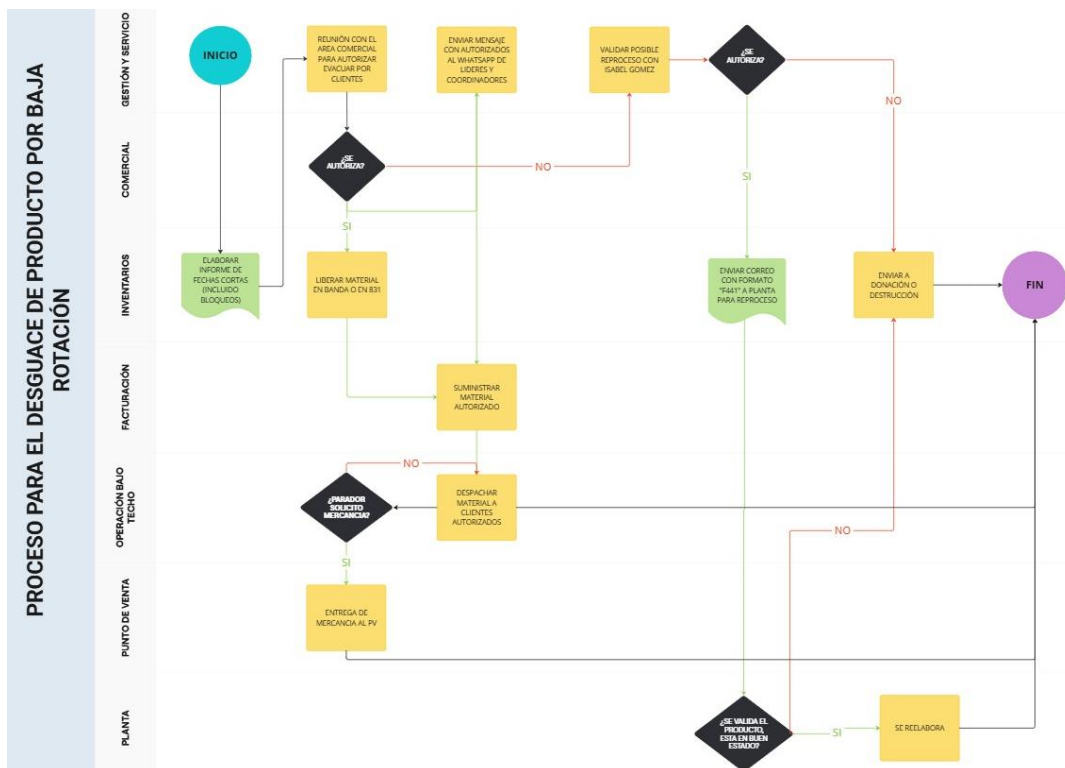 PROCESO PARA EL DESGUACE DE PRODUCTO POR BAJA
ROTACIÓN
GESTIÓN Y SERVICIO
INICIO
REUNIÓN CON EL
AREA COMERCIAL
PARA AUTORIZAR
EVACUAR POR
CLIENTES
ENVIAR MENSAJE
CON AUTORIZADOS
AL WHATSAPP DE
LIDERES Y
COORDINADORES
VALIDAR POSIBLE
REPROCESO CON
ISABEL GOMEZ
¿SE
AUTORIZA?
NO
COMERCIAL
¿SE
AUTORIZA?
NO
SI
SI
INVENTARIOS
ELABORAR
INFORME DE
FECHAS CORTAS
(INCLUIDO
BLOQUEOS)
LIBERAR MATERIAL
EN BANDA O EN 831
ENVIAR CORREO
CON FORMATO
"F441" A PLANTA
PARA REPROCESO
ENVIAR A
DONACIÓN O
DESTRUCCIÓN
FIN
FACTURACIÓN
SUMINISTRAR
MATERIAL
AUTORIZADO
OPERACIÓN BAJO
TECHO
NO
¿PARADOR
SOLICITO
MERCANCIA?
DESPACHAR
MATERIAL A
CLIENTES
AUTORIZADOS
NO
SI
PUNTO DE VENTA
ENTREGA DE
MERCANCIA AL PV
PLANTA
¿SE VALIDA EL
PRODUCTO,
ESTA EN BUEN
ESTADO?
SI
SE REELABORA